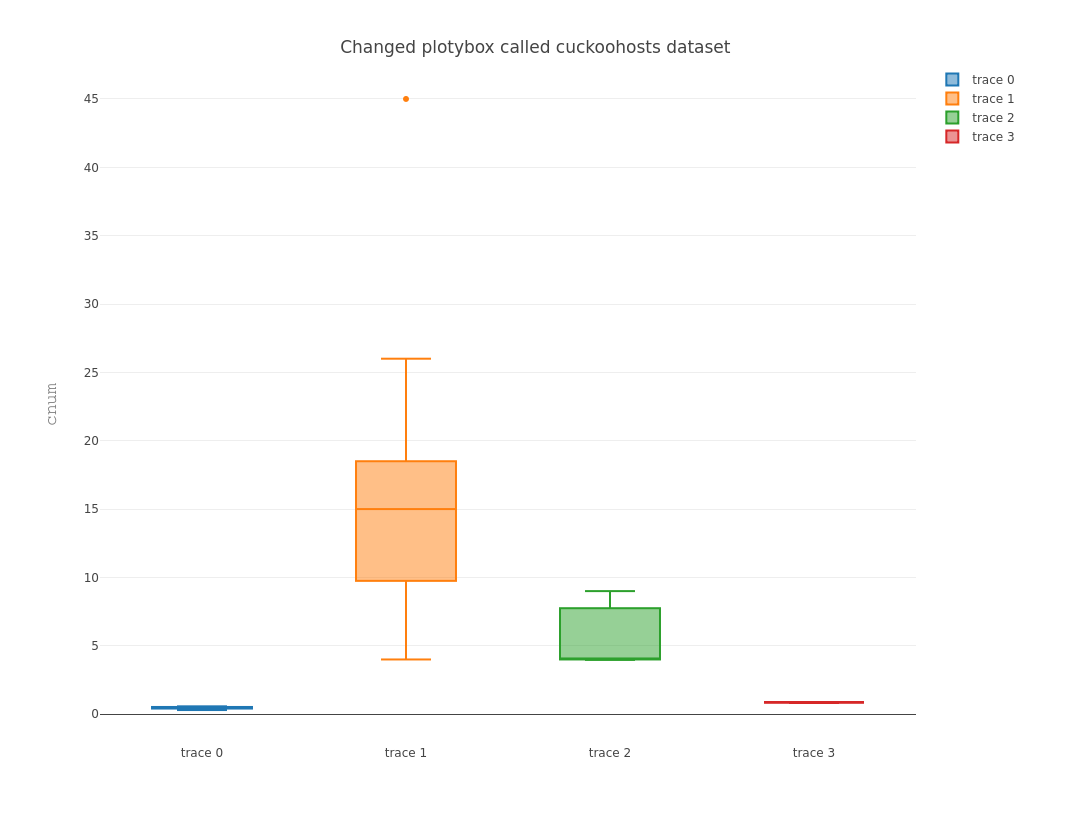 Changed plotybox called cuckoohosts dataset
trace 0
trace 1
trace 2
trace 3
45
40
35
30
25
20
15
10
5
0
cnum
trace 0
trace 1
trace 2
trace 3